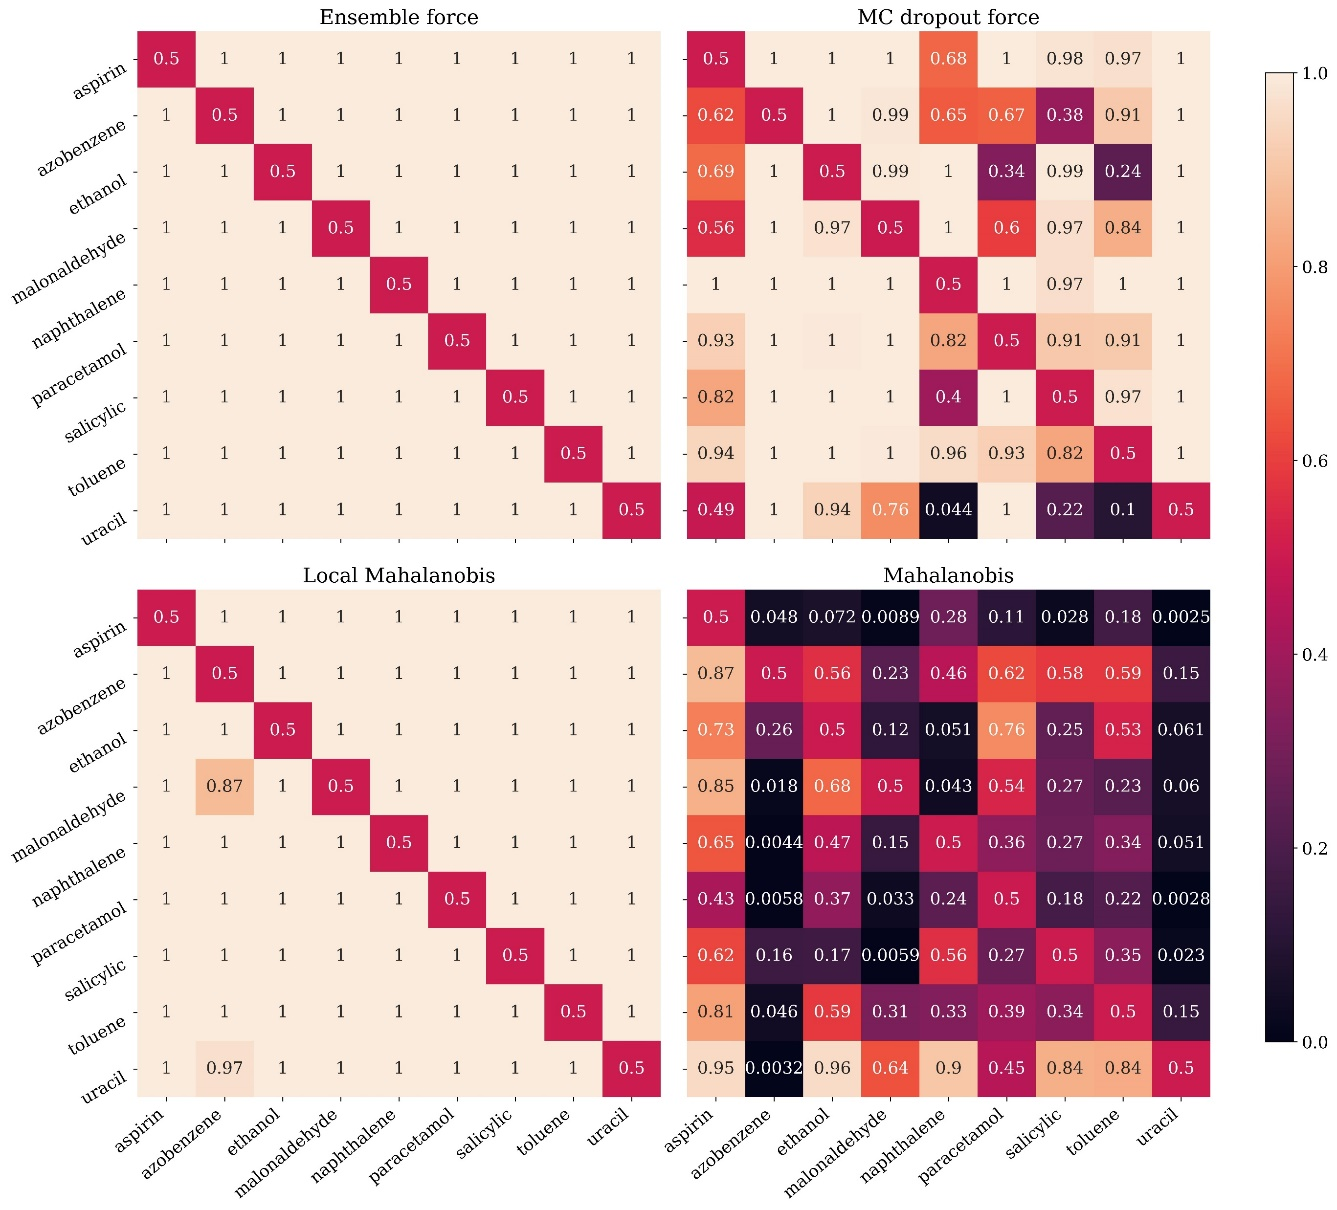 Ensemble force MC dropout force
aspirin 0.5 1 1 1 1 1 1 1 1 0.5 1 1 1 0.68 1 0.98 0.97 1
azobenzene 1 0.5 1 1 1 1 1 1 1 0.62 0.5 1 0.99 0.65 0.67 0.38 0.91 1
ethanol 1 1 0.5 1 1 1 1 1 1 0.69 1 0.5 0.99 1 0.34 0.99 0.24 1
malonaldehyde 1 1 1 0.5 1 1 1 1 1 0.56 1 0.97 0.5 1 0.6 0.97 0.84 1
naphthalene 1 1 1 1 0.5 1 1 1 1 1 1 1 1 0.5 1 0.97 1 1
paracetamol 1 1 1 1 1 0.5 1 1 1 0.93 1 1 1 0.82 0.5 0.91 0.91 1
salicylic 1 1 1 1 1 1 0.5 1 1 0.82 1 1 1 0.4 1 0.5 0.97 1
toluene 1 1 1 1 1 1 1 0.5 1 0.94 1 1 1 0.96 0.93 0.82 0.5 1
uracil 1 1 1 1 1 1 1 1 0.5 0.49 1 0.94 0.76 0.044 1 0.22 0.1 0.5
Local Mahalanobis Mahalanobis
aspirin 0.5 1 1 1 1 1 1 1 1 0.5 0.048 0.072 0.0089 0.28 0.11 0.028 0.18 0.0025
azobenzene 1 0.5 1 1 1 1 1 1 1 0.87 0.5 0.56 0.23 0.46 0.62 0.58 0.59 0.15
ethanol 1 1 0.5 1 1 1 1 1 1 0.73 0.26 0.5 0.12 0.051 0.76 0.25 0.53 0.061
malonaldehyde 1 0.87 1 0.5 1 1 1 1 1 0.85 0.018 0.68 0.5 0.043 0.54 0.27 0.23 0.06
naphthalene 1 1 1 1 0.5 1 1 1 1 0.65 0.0044 0.47 0.15 0.5 0.36 0.27 0.34 0.051
paracetamol 1 1 1 1 1 0.5 1 1 1 0.43 0.0058 0.37 0.033 0.24 0.5 0.18 0.22 0.0028
salicylic 1 1 1 1 1 1 0.5 1 1 0.62 0.16 0.17 0.0059 0.56 0.27 0.5 0.35 0.023
toluene 1 1 1 1 1 1 1 0.5 1 0.81 0.046 0.59 0.31 0.33 0.39 0.34 0.5 0.15
uracil 1 0.97 1 1 1 1 1 1 0.5 0.95 0.0032 0.96 0.64 0.9 0.45 0.84 0.84 0.5
aspirin azobenzene ethanol malonaldehyde naphthalene paracetamol salicylic toluene uracil aspirin azobenzene ethanol malonaldehyde naphthalene paracetamol salicylic toluene uracil
1.0
0.8
0.6
0.4
0.2
0.0